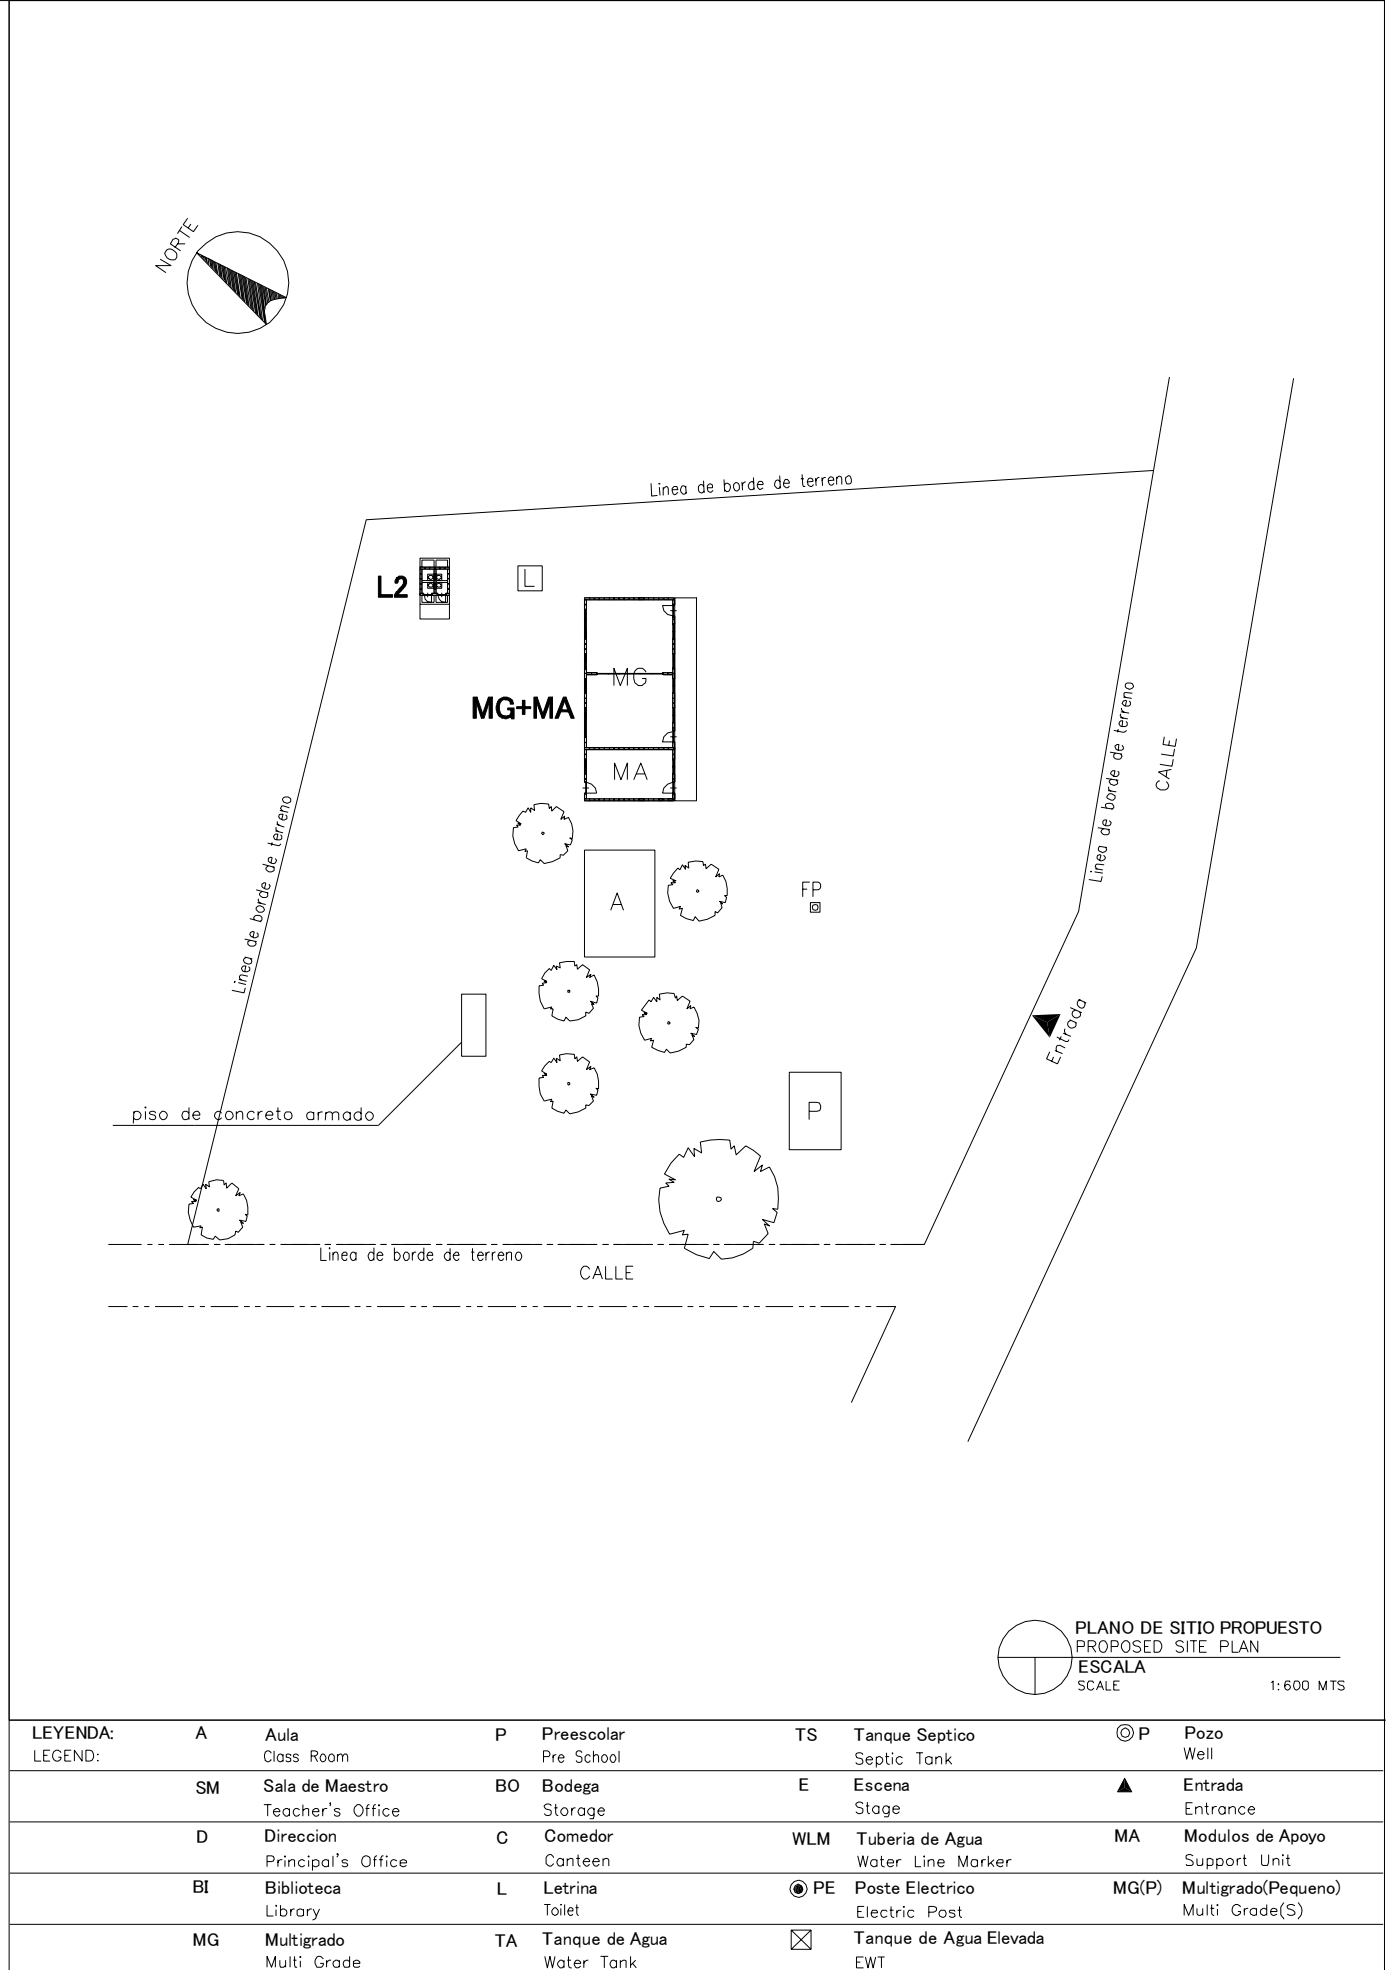 NORTE
Linea de borde de terreno
L2
L
MG
MG+MA
MA
Linea de borde de terreno
CALLE
Linea de borde de terreno
A
FP
Entrada
piso de concreto armado
P
Linea de borde de terreno
CALLE
PLANO DE SITIO PROPUESTO
PROPOSED SITE PLAN
ESCALA
SCALE 1:600 MTS
LEYENDA: A Aula P Preescolar TS Tanque Septico P Pozo
LEGEND: Class Room Pre School Septic Tank Well
SM Sala de Maestro BO Bodega E Escena Entrada
Teacher's Office Storage Stage Entrance
D Direccion C Comedor WLM Tuberia de Agua MA Modulos de Apoyo
Principal's Office Canteen Water Line Marker Support Unit
BI Biblioteca L Letrina PE Poste Electrico MG(P) Multigrado(Pequeno)
Library Toilet Electric Post Multi Grade(S)
MG Multigrado TA Tanque de Agua Tanque de Agua Elevada
Multi Grade Water Tank EWT